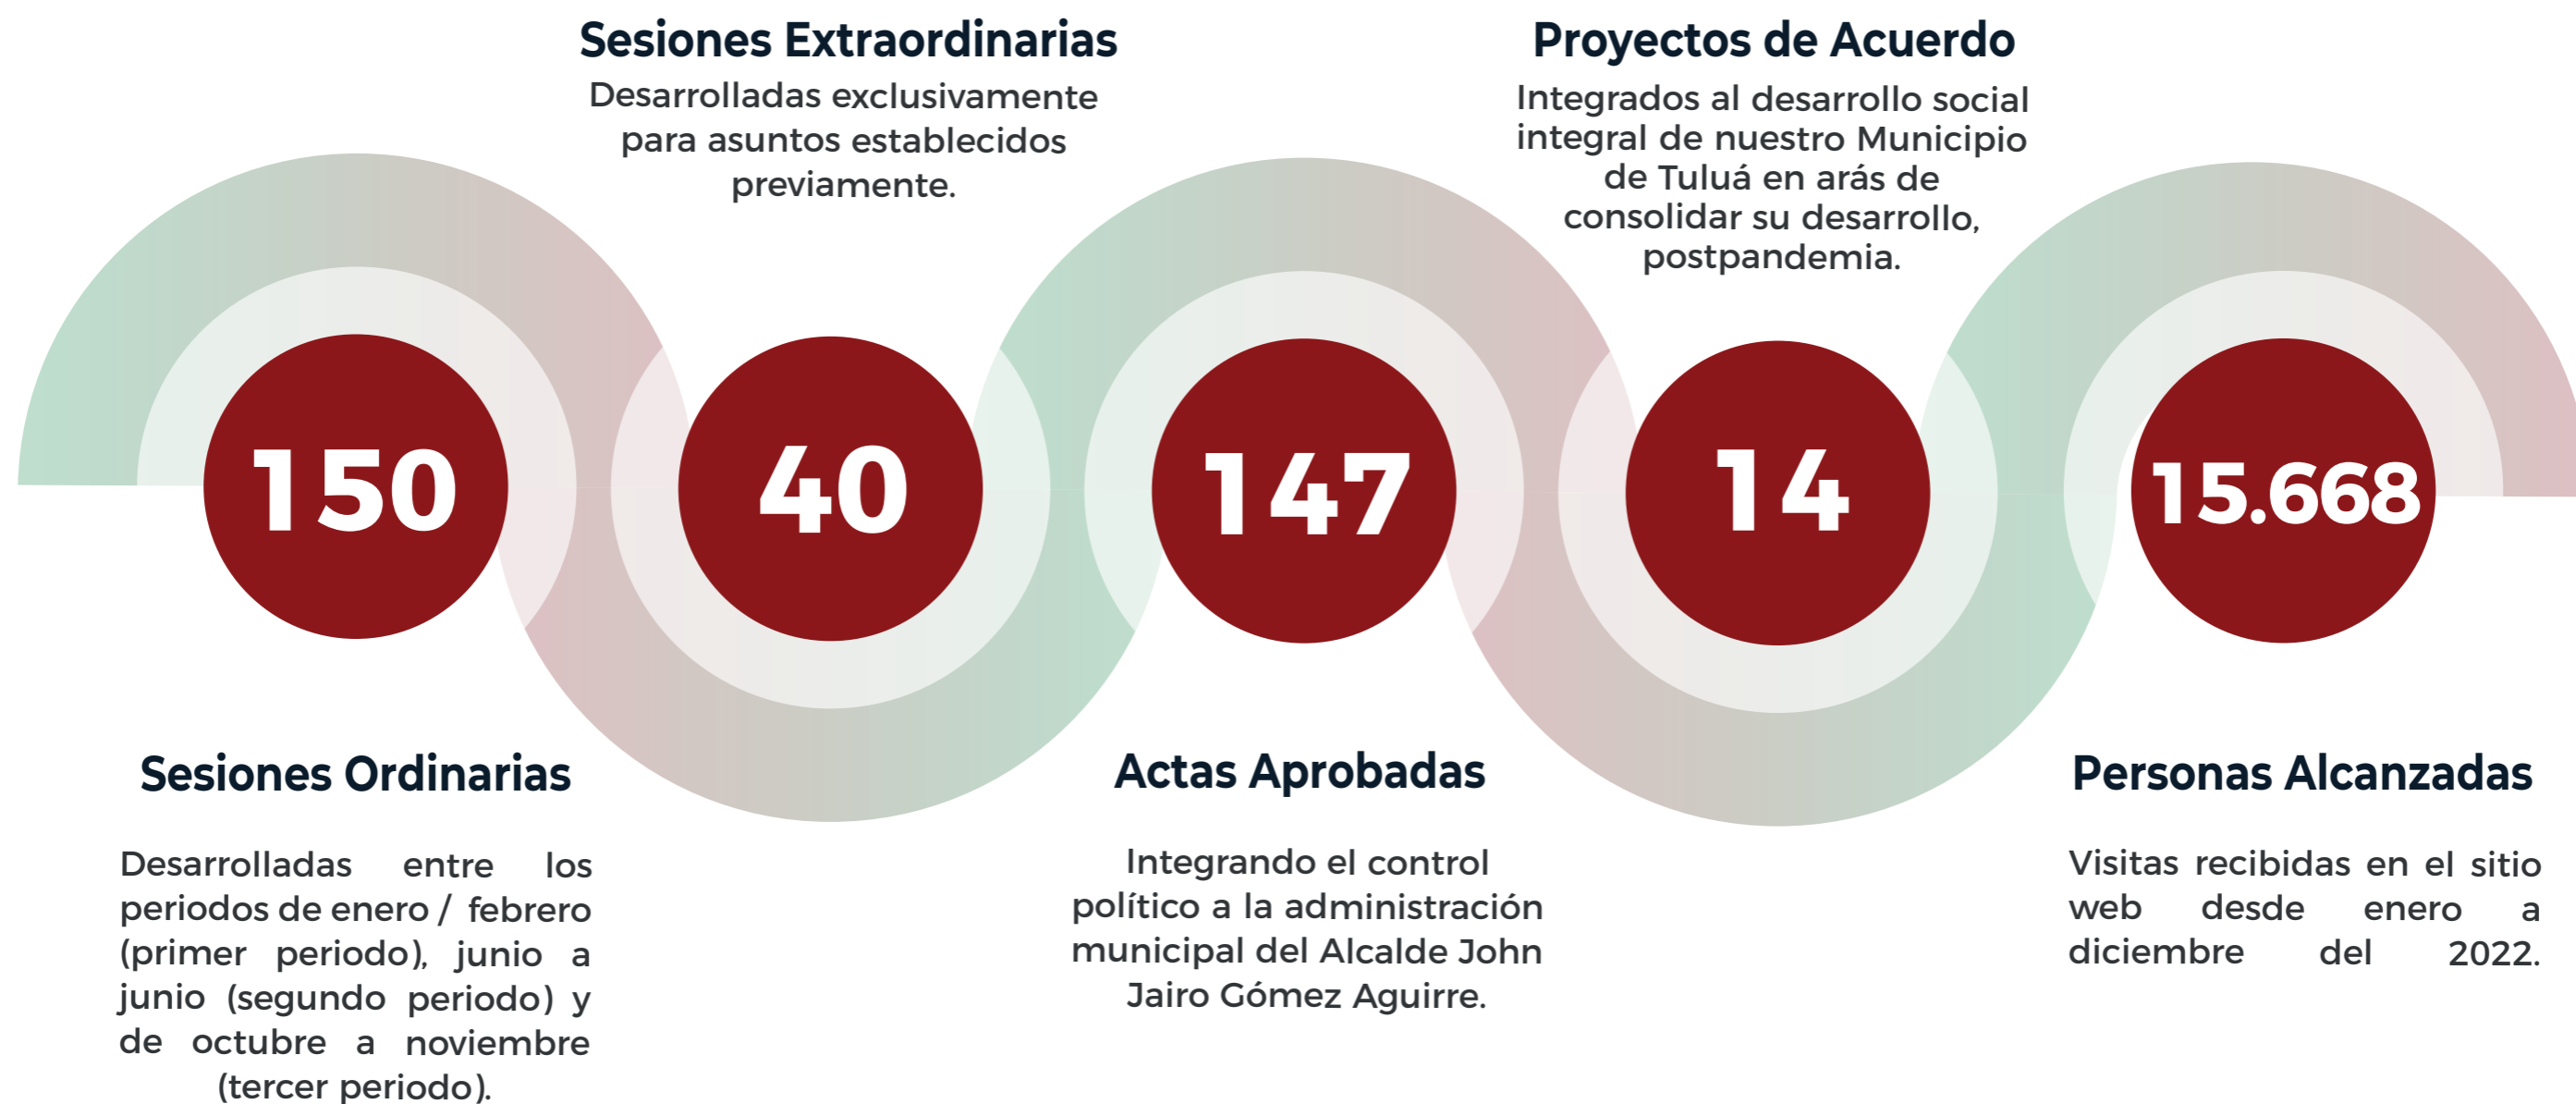 Sesiones Extraordinarias
Desarrolladas exclusivamente
para asuntos establecidos
previamente.
Proyectos de Acuerdo
Integrados al desarrollo social
integral de nuestro Municipio
de Tuluá en arás de
consolidar su desarrollo,
postpandemia.
150
40
147
14
15.668
Sesiones Ordinarias
Desarrolladas entre los
periodos de enero / febrero
(primer periodo), junio a
junio (segundo periodo) y
de octubre a noviembre
(tercer periodo).
Actas Aprobadas
Integrando el control
político a la administración
municipal del Alcalde John
Jairo Gómez Aguirre.
Personas Alcanzadas
Visitas recibidas en el sitio
web desde enero a
diciembre del 2022.